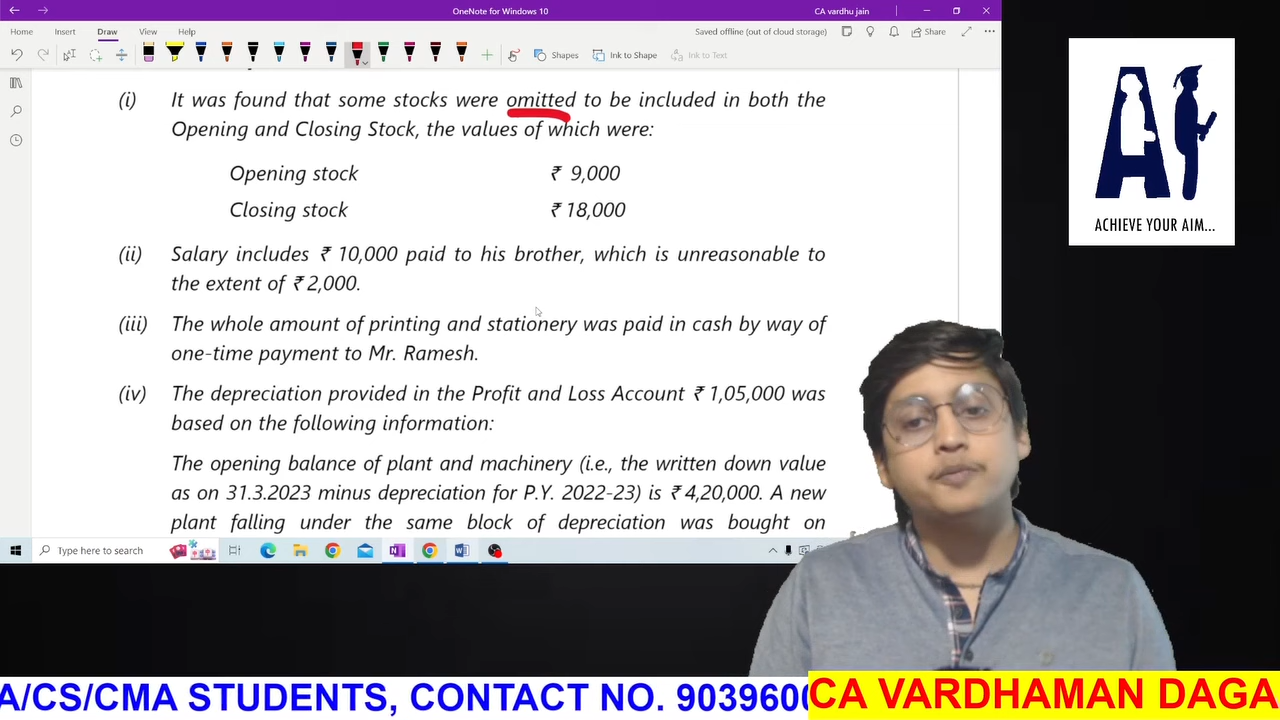 OneNote for Windows 10
CA vardhu jain
Home Insert Draw View Help
Saved offline (out of cloud storage)
Share
Shapes
Ink to Shape
Ink to Text
(i) It was found that some stocks were omitted to be included in both the
Opening and Closing Stock, the values of which were:
Opening stock ₹ 9,000
Closing stock ₹ 18,000
(ii) Salary includes ₹ 10,000 paid to his brother, which is unreasonable to
the extent of ₹ 2,000.
(iii) The whole amount of printing and stationery was paid in cash by way of
one-time payment to Mr. Ramesh.
(iv) The depreciation provided in the Profit and Loss Account ₹ 1,05,000 was
based on the following information:
The opening balance of plant and machinery (i.e., the written down value
as on 31.3.2023 minus depreciation for P.Y. 2022-23) is ₹ 4,20,000. A new
plant falling under the same block of depreciation was bought on
Type here to search
AI
ACHIEVE YOUR AIM...
A/CS/CMA STUDENTS, CONTACT NO. 903960
CA VARDHAMAN DAGA